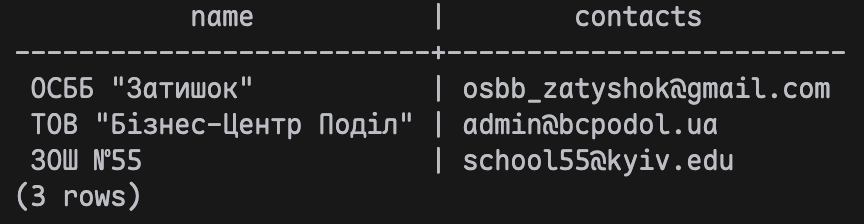 name | contacts
--------------------------+-------------------------
ОСББ "Затишок" | osbb_zatyshok@gmail.com
ТОВ "Бізнес-Центр Поділ" | admin@bcpodol.ua
ЗОШ №55 | school55@kyiv.edu
(3 rows)